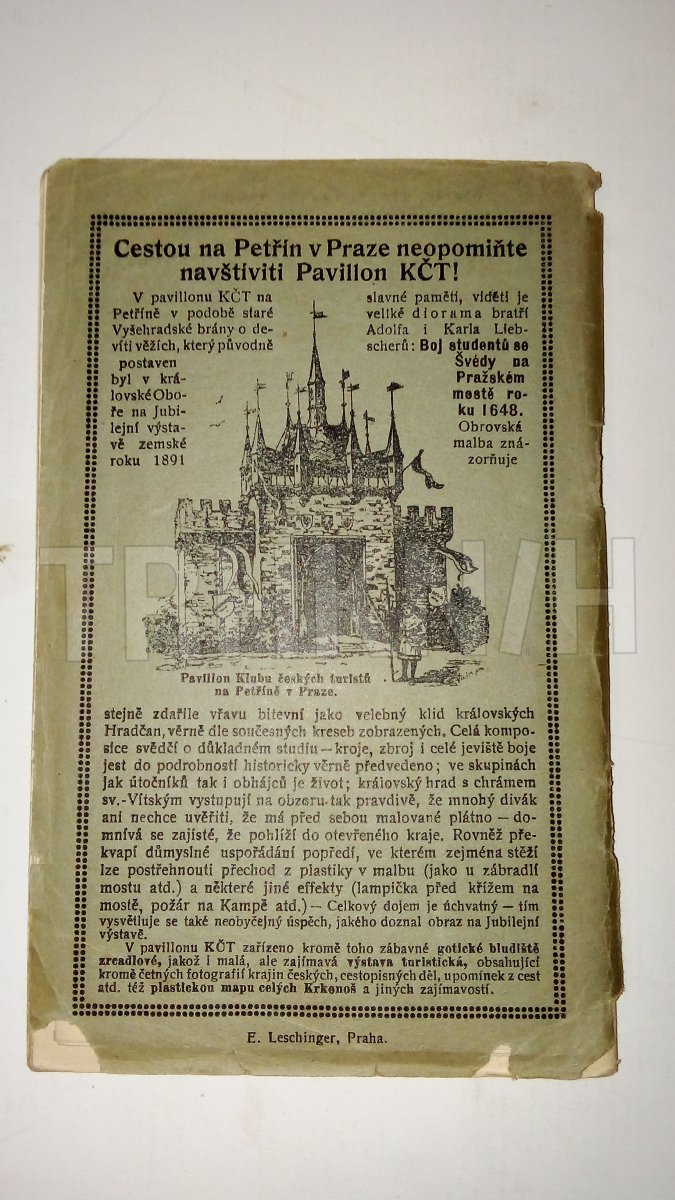 Cestou na Petřín v Praze neopomiňte
navštíviti Pavillon KČT!
V pavillonu KČT na
Petříně v podobě staré
Vyšehradské brány o de-
víti věžích, který původně
postaven
byl v krá-
lovské Obo-
ře na Jubi-
lejní výsta-
vě zemské
roku 1891
slavné paměti, viděti je
veliké diorama bratří
Adolfa i Karla Lieb-
scherů: Boj studentů se
Švédy na
Pražském
mostě ro-
ku 1648.
Obrovská
malba zná-
zorňuje
Pavillon Klubu českých turistů
na Petříně v Praze.
stejně zdařile vřavu bitevní jako velebný klid královských
Hradčan, věrně dle současných kreseb zobrazených. Celá kompo-
sice svědčí o důkladném studiu — kroje, zbroj i celé jeviště boje
jest do podrobností historicky věrně předvedeno; ve skupinách
jak útočníků tak i obhájců je život; královský hrad s chrámem
sv.-Vítským vystupují na obzoru tak pravdivě, že mnohý divák
ani nechce uvěřiti, že má před sebou malované plátno — do-
mnívá se zajisté, že pohlíží do otevřeného kraje. Rovněž pře-
kvapí důmyslné uspořádání popředí, ve kterém zejména stěží
lze postřehnouti přechod z plastiky v malbu (jako u zábradlí
mostu atd.) a některé jiné effekty (lampička před křížem na
mostě, požár na Kampě atd.) — Celkový dojem je úchvatný — tím
vysvětluje se také neobyčejný úspěch, jakého doznal obraz na Jubilejní
výstavě.
V pavillonu KČT zařízeno kromě toho zábavné gotické bludiště
zrcadlové, jakož i malá, ale zajímavá výstava turistická, obsahující
kromě četných fotografií krajin českých, cestopisných děl, upomínek z cest
atd. též plastickou mapu celých Krkonoš a jiných zajímavostí.
E. Leschinger, Praha.